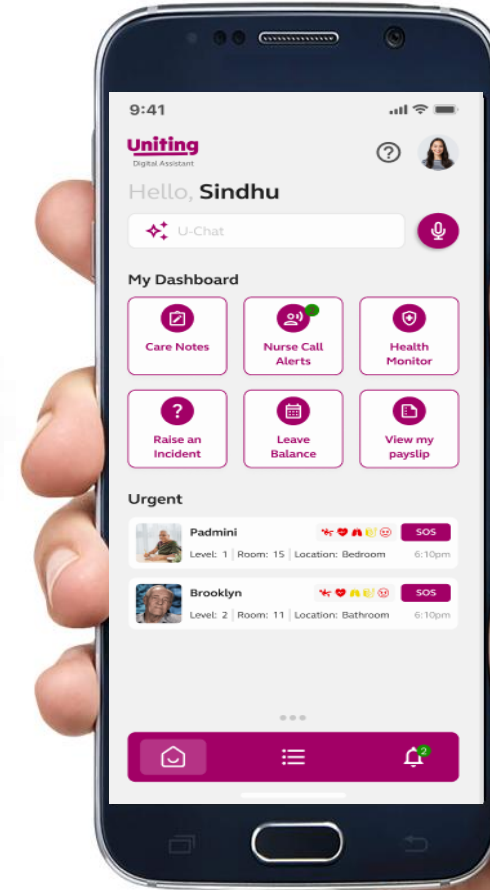 9:41
Uniting
Digital Assistant
Hello, Sindhu
U-Chat
My Dashboard
Care Notes
Nurse Call
Alerts
2
Health
Monitor
Raise an
Incident
Leave
Balance
View my
payslip
Urgent
Padmini
SOS
Level: 1 | Room: 15 | Location: Bedroom 6:10pm
Brooklyn
SOS
Level: 2 | Room: 11 | Location: Bathroom 6:10pm
2